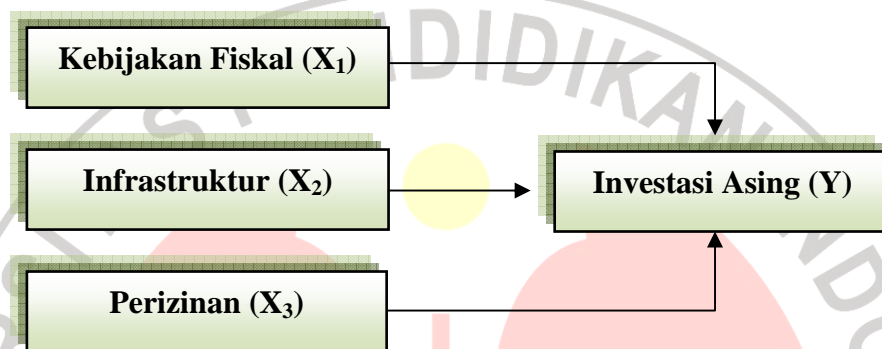 Kebijakan Fiskal (X₁)
Infrastruktur (X₂)
Investasi Asing (Y)
Perizinan (X₃)